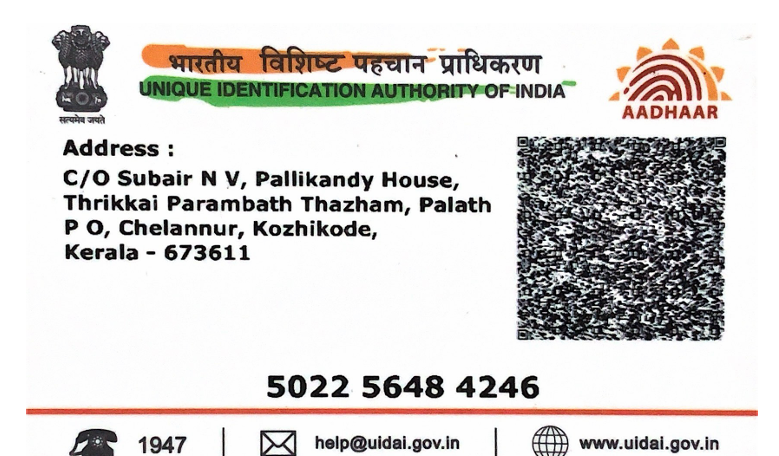 भारतीय विशिष्ट पहचान प्राधिकरण
UNIQUE IDENTIFICATION AUTHORITY OF INDIA
सत्यमेव जयते
AADHAAR
Address :
C/O Subair N V, Pallikandy House,
Thrikkai Parambath Thazham, Palath
P O, Chelannur, Kozhikode,
Kerala - 673611
5022 5648 4246
1947
help@uidai.gov.in
www.uidai.gov.in